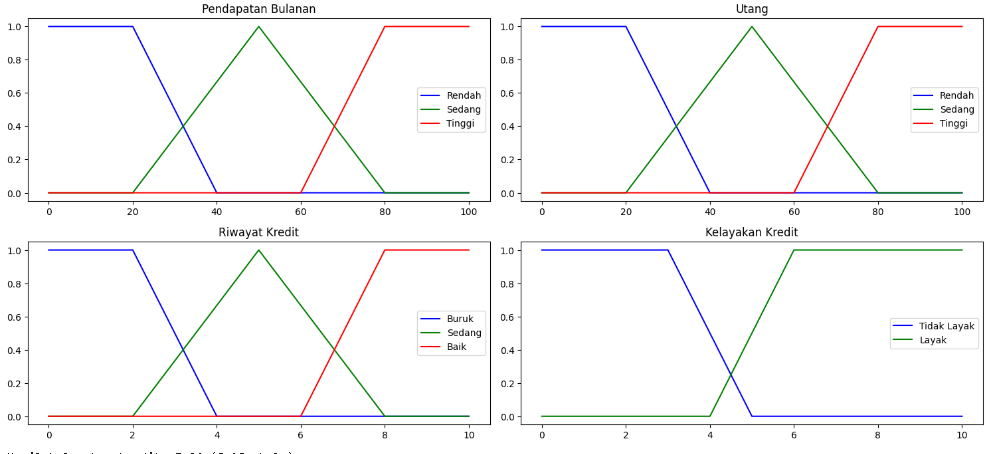 Pendapatan Bulanan
1.0
0.8
0.6
0.4
0.2
0.0
Rendah
Sedang
Tinggi
0 20 40 60 80 100
Utang
1.0
0.8
0.6
0.4
0.2
0.0
Rendah
Sedang
Tinggi
0 20 40 60 80 100
Riwayat Kredit
1.0
0.8
0.6
0.4
0.2
0.0
Buruk
Sedang
Baik
0 2 4 6 8 10
Kelayakan Kredit
1.0
0.8
0.6
0.4
0.2
0.0
Tidak Layak
Layak
0 2 4 6 8 10